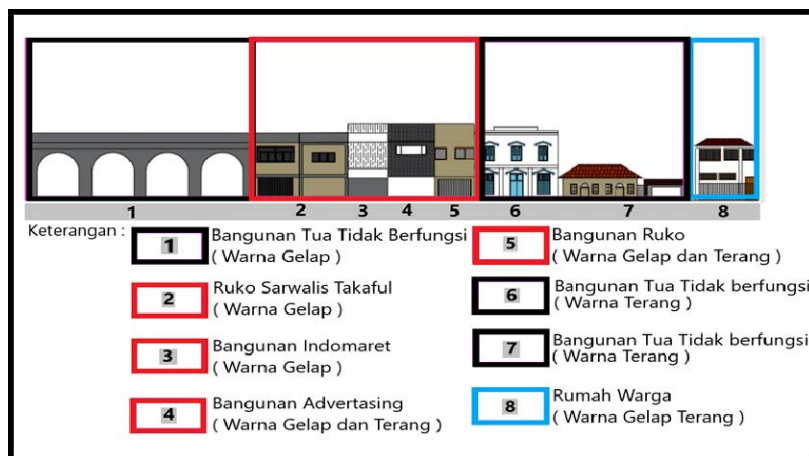 1 2 3 4 5 6 7 8
Keterangan :
1 Bangunan Tua Tidak Berfungsi
( Warna Gelap )
2 Ruko Sarwalis Takaful
( Warna Gelap )
3 Bangunan Indomaret
( Warna Gelap )
4 Bangunan Advertasing
( Warna Gelap dan Terang )
5 Bangunan Ruko
( Warna Gelap dan Terang )
6 Bangunan Tua Tidak berfungsi
( Warna Terang )
7 Bangunan Tua Tidak berfungsi
( Warna Terang )
8 Rumah Warga
( Warna Gelap Terang )